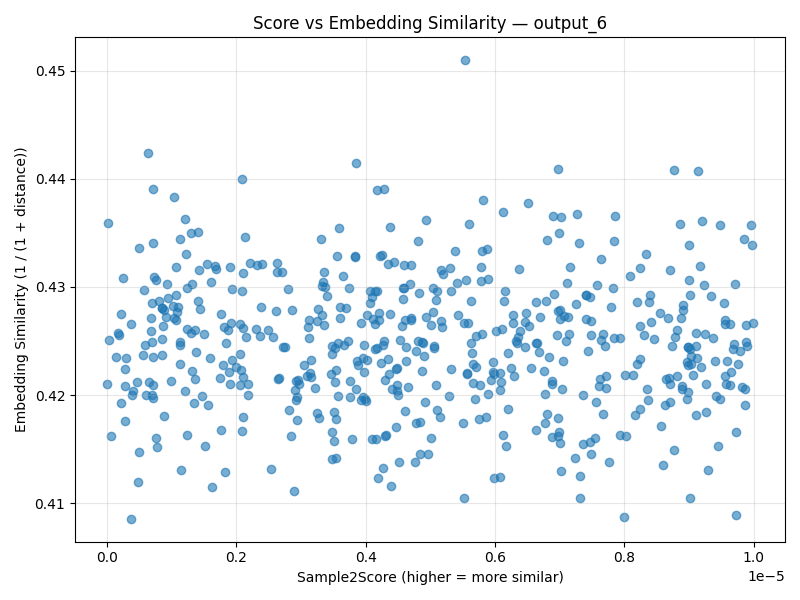 Score vs Embedding Similarity — output_6
Embedding Similarity (1 / (1 + distance))
0.45
0.44
0.43
0.42
0.41
0.0 0.2 0.4 0.6 0.8 1.0
1e−5
Sample2Score (higher = more similar)